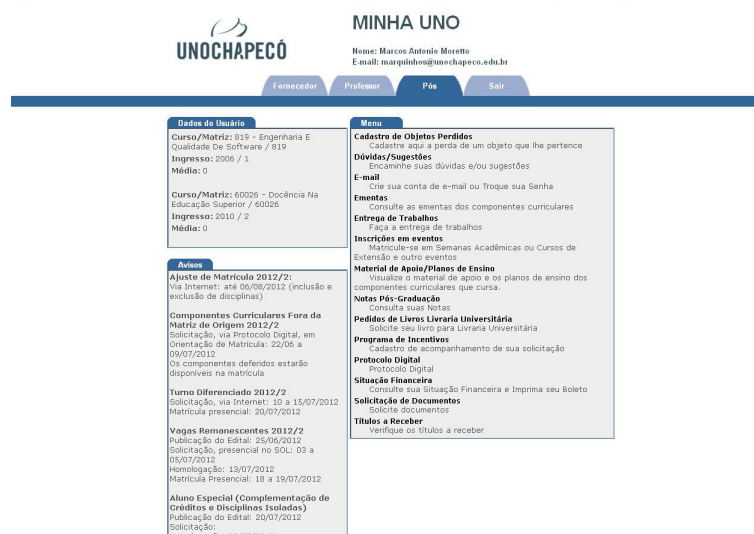 UNOCHAPECÓ
MINHA UNO
Nome: Marcos Antonio Moretto
E-mail: marquinhos@unochapeco.edu.br
Fornecedor
Professor
Pós
Sair
Dados do Usuário
Curso/Matriz: 819 - Engenharia E
Qualidade De Software / 819
Ingresso: 2006 / 1
Média: 0
Curso/Matriz: 60026 - Docência Na
Educação Superior / 60026
Ingresso: 2010 / 2
Média: 0
Avisos
Ajuste de Matrícula 2012/2:
Via Internet: até 06/08/2012 (inclusão e
exclusão de disciplinas)
Componentes Curriculares Fora da
Matriz de Origem 2012/2
Solicitação, via Protocolo Digital, em
Orientação de Matrícula: 22/06 a
09/07/2012
Os componentes deferidos estarão
disponíveis na matrícula
Turno Diferenciado 2012/2
Solicitação, via Internet: 10 a 15/07/2012
Matrícula presencial: 20/07/2012
Vagas Remanescentes 2012/2
Publicação do Edital: 25/06/2012
Solicitação, presencial no SOL: 03 a
05/07/2012
Homologação: 13/07/2012
Matrícula Presencial: 18 a 19/07/2012
Aluno Especial (Complementação de
Créditos e Disciplinas Isoladas)
Publicação do Edital: 20/07/2012
Solicitação:
Menu
Cadastro de Objetos Perdidos
Cadastre aqui a perda de um objeto que lhe pertence
Dúvidas/Sugestões
Encaminhe suas dúvidas e/ou sugestões
E-mail
Crie sua conta de e-mail ou Troque sua Senha
Ementas
Consulte as ementas dos componentes curriculares
Entrega de Trabalhos
Faça a entrega de trabalhos
Inscrições em eventos
Matricule-se em Semanas Acadêmicas ou Cursos de
Extensão e outro eventos
Material de Apoio/Planos de Ensino
Visualize o material de apoio e os planos de ensino dos
componentes curriculares que cursa.
Notas Pós-Graduação
Consulta suas Notas
Pedidos de Livros Livraria Universitária
Solicite seu livro para Livraria Universitária
Programa de Incentivos
Cadastro de acompanhamento de sua solicitação
Protocolo Digital
Protocolo Digital
Situação Financeira
Consulte sua Situação Financeira e Imprima seu Boleto
Solicitação de Documentos
Solicite documentos
Títulos a Receber
Verifique os títulos a receber